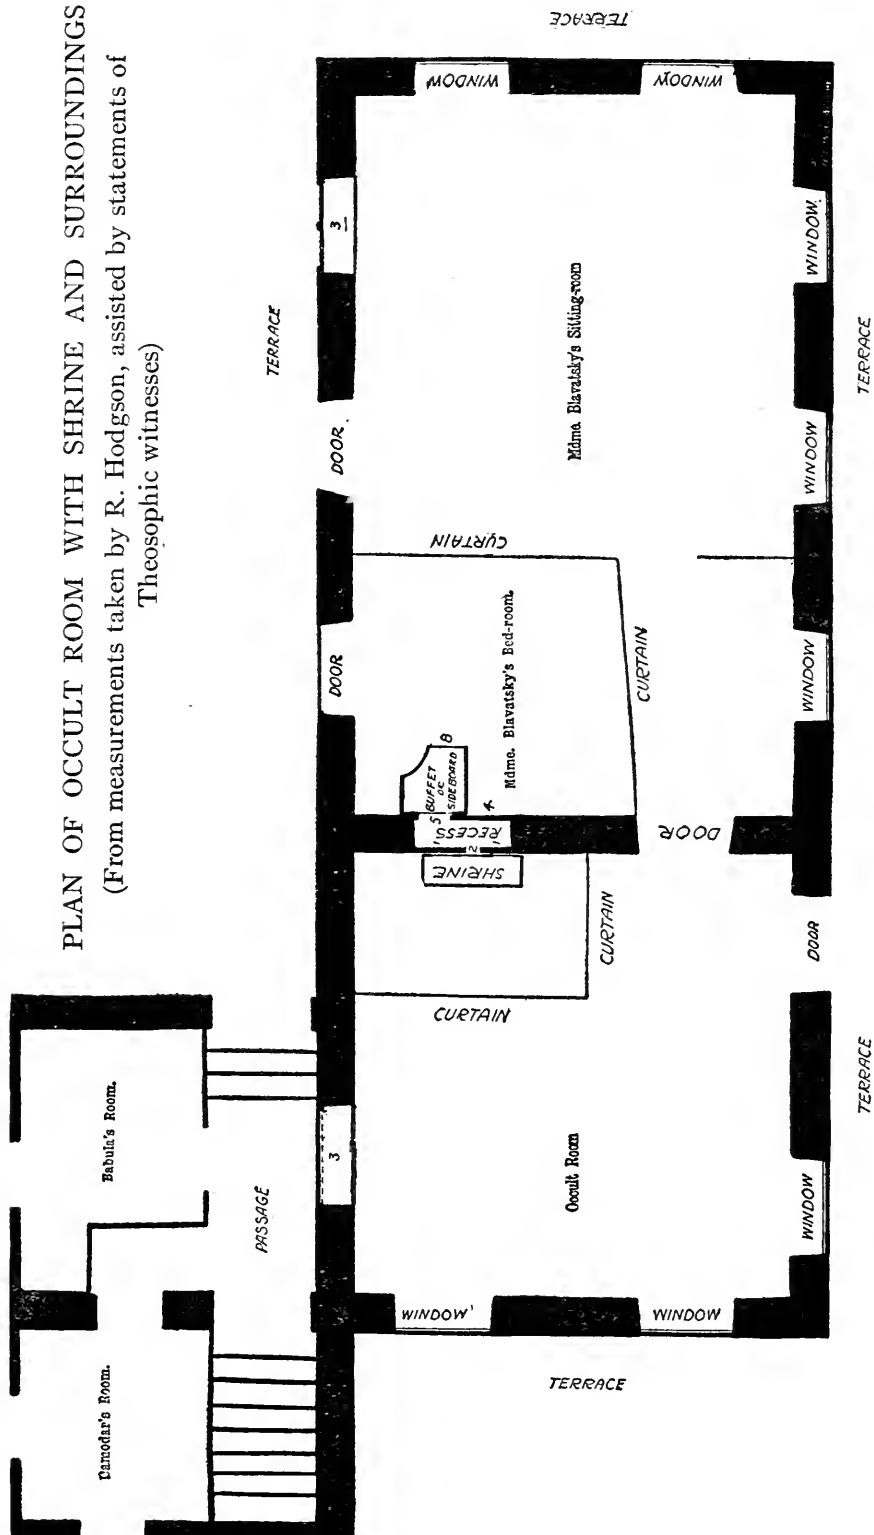 PLAN OF OCCULT ROOM WITH SHRINE AND SURROUNDINGS
(From measurements taken by R. Hodgson, assisted by statements of
Theosophic witnesses)
TERRACE
WINDOW
WINDOW
3
TERRACE
DOOR.
WINDOW.
Mdme. Blavatsky's Sitting-room
TERRACE
WINDOW
CURTAIN
DOOR
CURTAIN
WINDOW
Mdme. Blavatsky's Bed-room.
BUFFET
OR
SIDEBOARD
8
5
4
RECESS
1
2
1
SHRINE
DOOR
CURTAIN
DOOR
CURTAIN
Babula's Room.
PASSAGE
3
Occult Room
TERRACE
WINDOW
WINDOW.
WINDOW
Damodar's Room.
TERRACE